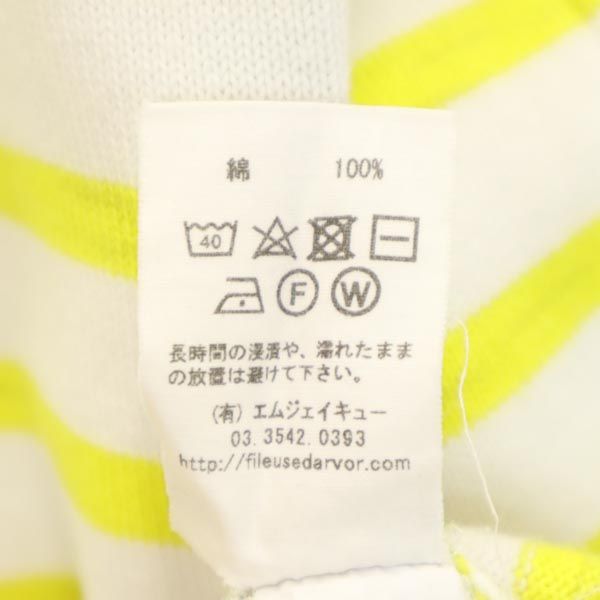 綿 100%
40
F W
長時間の浸漬や、濡れたまま
の放置は避けて下さい。
(有) エムジェイキュー
03.3542.0393
http://fileusedarvor.com